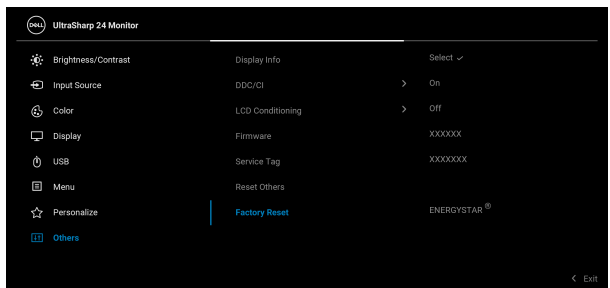 DELL UltraSharp 24 Monitor
Brightness/Contrast Display Info Select ✓
Input Source DDC/CI > On
Color LCD Conditioning > Off
Display Firmware XXXXXX
USB Service Tag XXXXXXX
Menu Reset Others
Personalize Factory Reset ENERGYSTAR ®
Others
< Exit